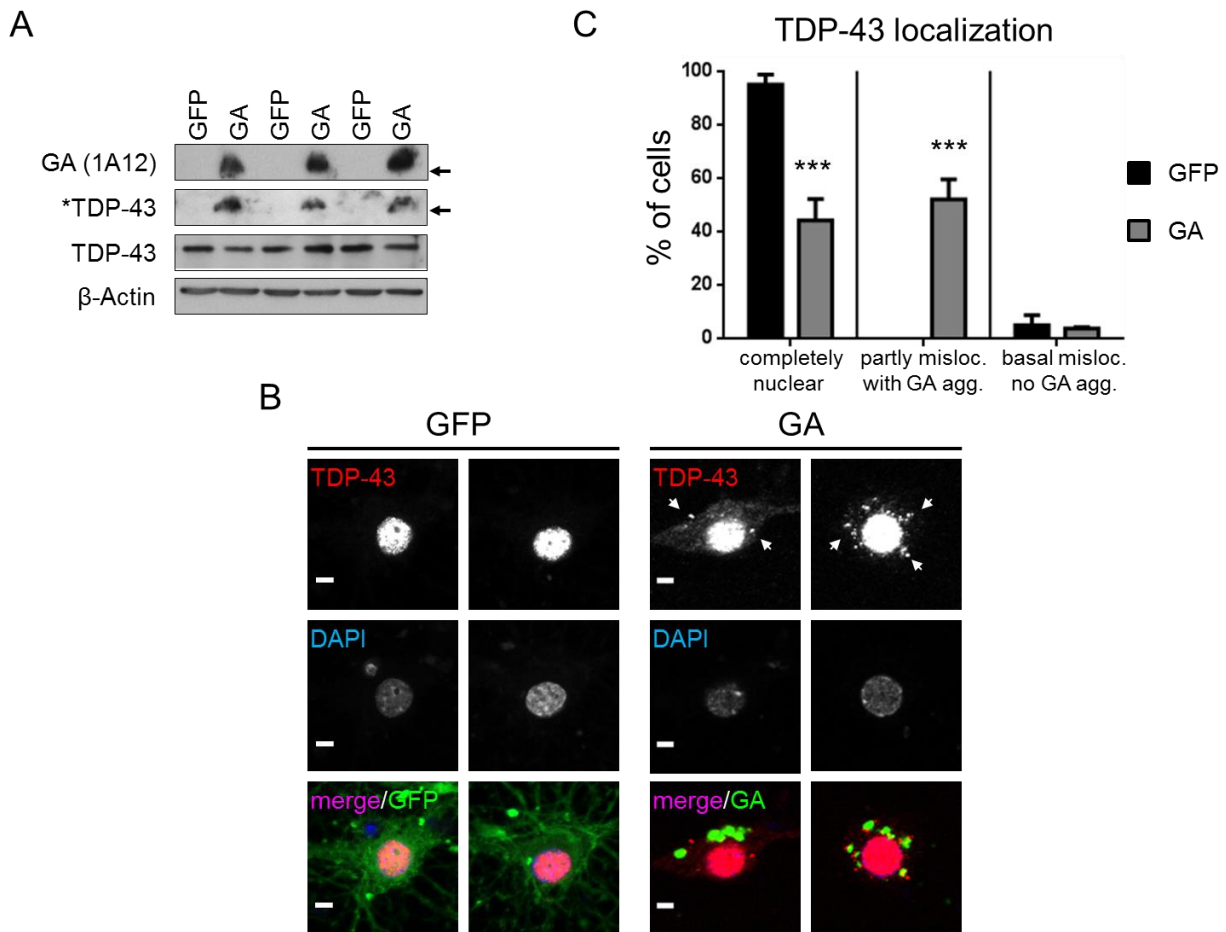 A
GFP GA GFP GA GFP GA
GA (1A12)
*TDP-43
TDP-43
β-Actin
C
TDP-43 localization
% of cells
100
80
60
40
20
0
***
***
completely
nuclear
partly misloc.
with GA agg.
basal misloc.
no GA agg.
GFP
GA
B
GFP
GA
TDP-43
TDP-43
DAPI
DAPI
merge/GFP
merge/GA